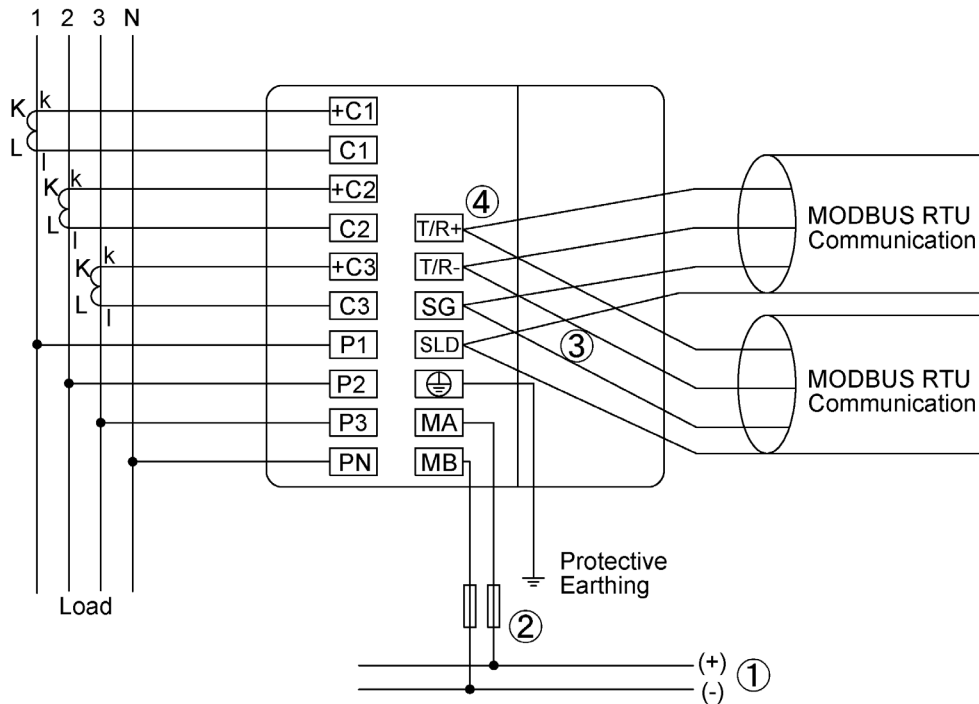 1 2 3 N
K k
L l
K k
L l
K k
L l
+C1
C1
+C2
C2
+C3
C3
P1
P2
P3
PN
④
T/R+
T/R-
SG
③
SLD
MA
MB
MODBUS RTU
Communication
MODBUS RTU
Communication
Protective
Earthing
Load
②
(+)
(-)
①